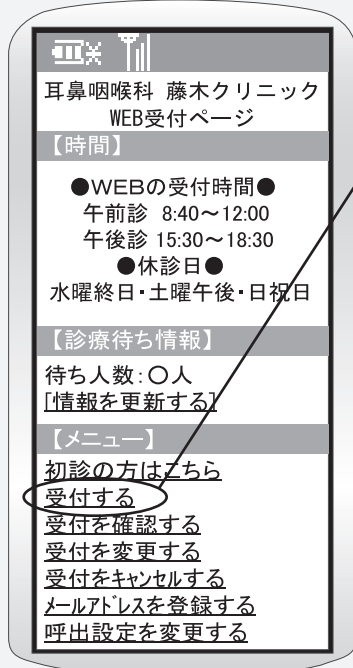 耳鼻咽喉科 藤木クリニック
WEB受付ページ
【時間】
●WEBの受付時間●
午前診 8:40～12:00
午後診 15:30～18:30
●休診日●
水曜終日･土曜午後･日祝日
【診療待ち情報】
待ち人数:〇人
[情報を更新する]
【メニュー】
初診の方はこちら
受付する
受付を確認する
受付を変更する
受付をｷｬﾝｾﾙする
ﾒｰﾙｱﾄﾞﾚｽを登録する
呼出設定を変更する